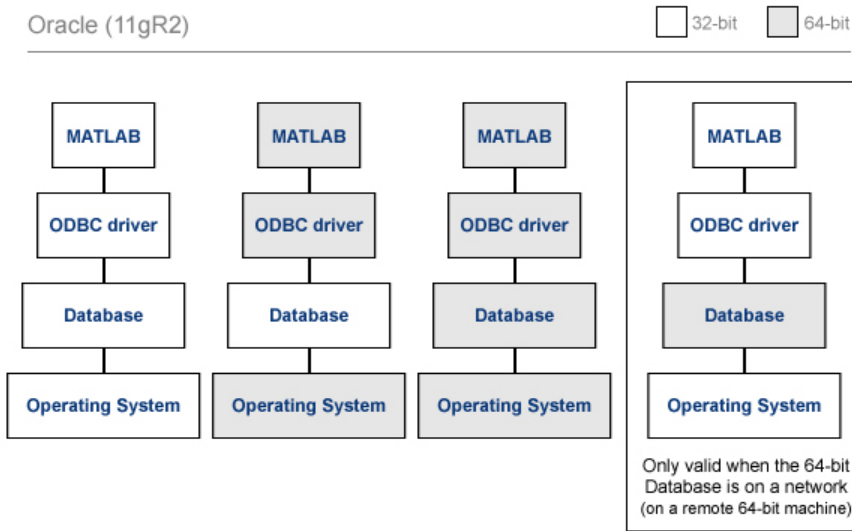 Oracle (11gR2)
32-bit
64-bit
MATLAB
ODBC driver
Database
Operating System
MATLAB
ODBC driver
Database
Operating System
MATLAB
ODBC driver
Database
Operating System
MATLAB
ODBC driver
Database
Operating System
Only valid when the 64-bit
Database is on a network
(on a remote 64-bit machine)